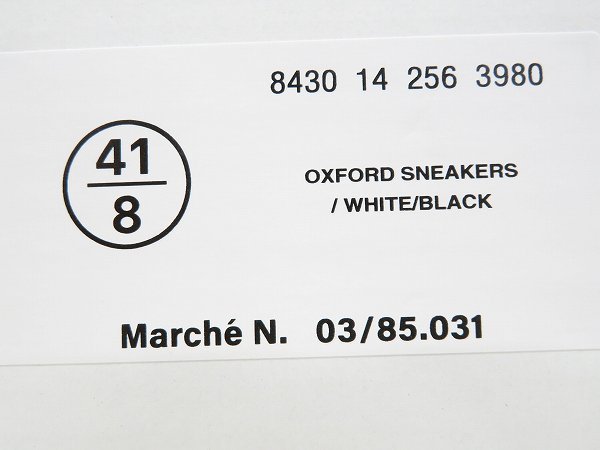 8430 14 256 3980
41
8
OXFORD SNEAKERS
/ WHITE/BLACK
Marché N. 03/85.031